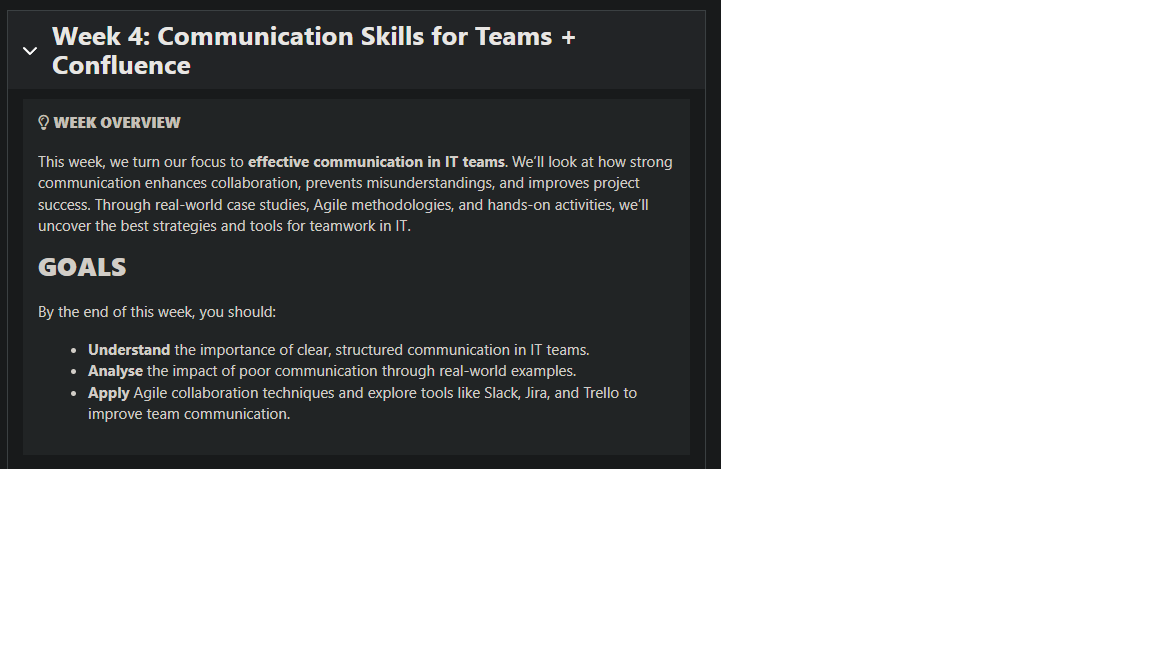 Week 4: Communication Skills for Teams +
Confluence
WEEK OVERVIEW
This week, we turn our focus to effective communication in IT teams. We’ll look at how strong
communication enhances collaboration, prevents misunderstandings, and improves project
success. Through real-world case studies, Agile methodologies, and hands-on activities, we’ll
uncover the best strategies and tools for teamwork in IT.
GOALS
By the end of this week, you should:
• Understand the importance of clear, structured communication in IT teams.
• Analyse the impact of poor communication through real-world examples.
• Apply Agile collaboration techniques and explore tools like Slack, Jira, and Trello to
improve team communication.